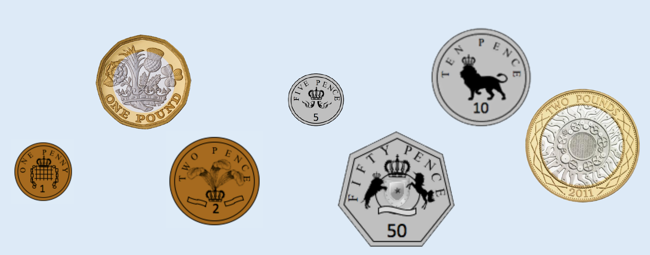 ONE PENNY
1
ONE POUND
TWO PENCE
2
FIVE PENCE
5
FIFTY PENCE
50
TEN PENCE
10
TWO POUNDS
2011